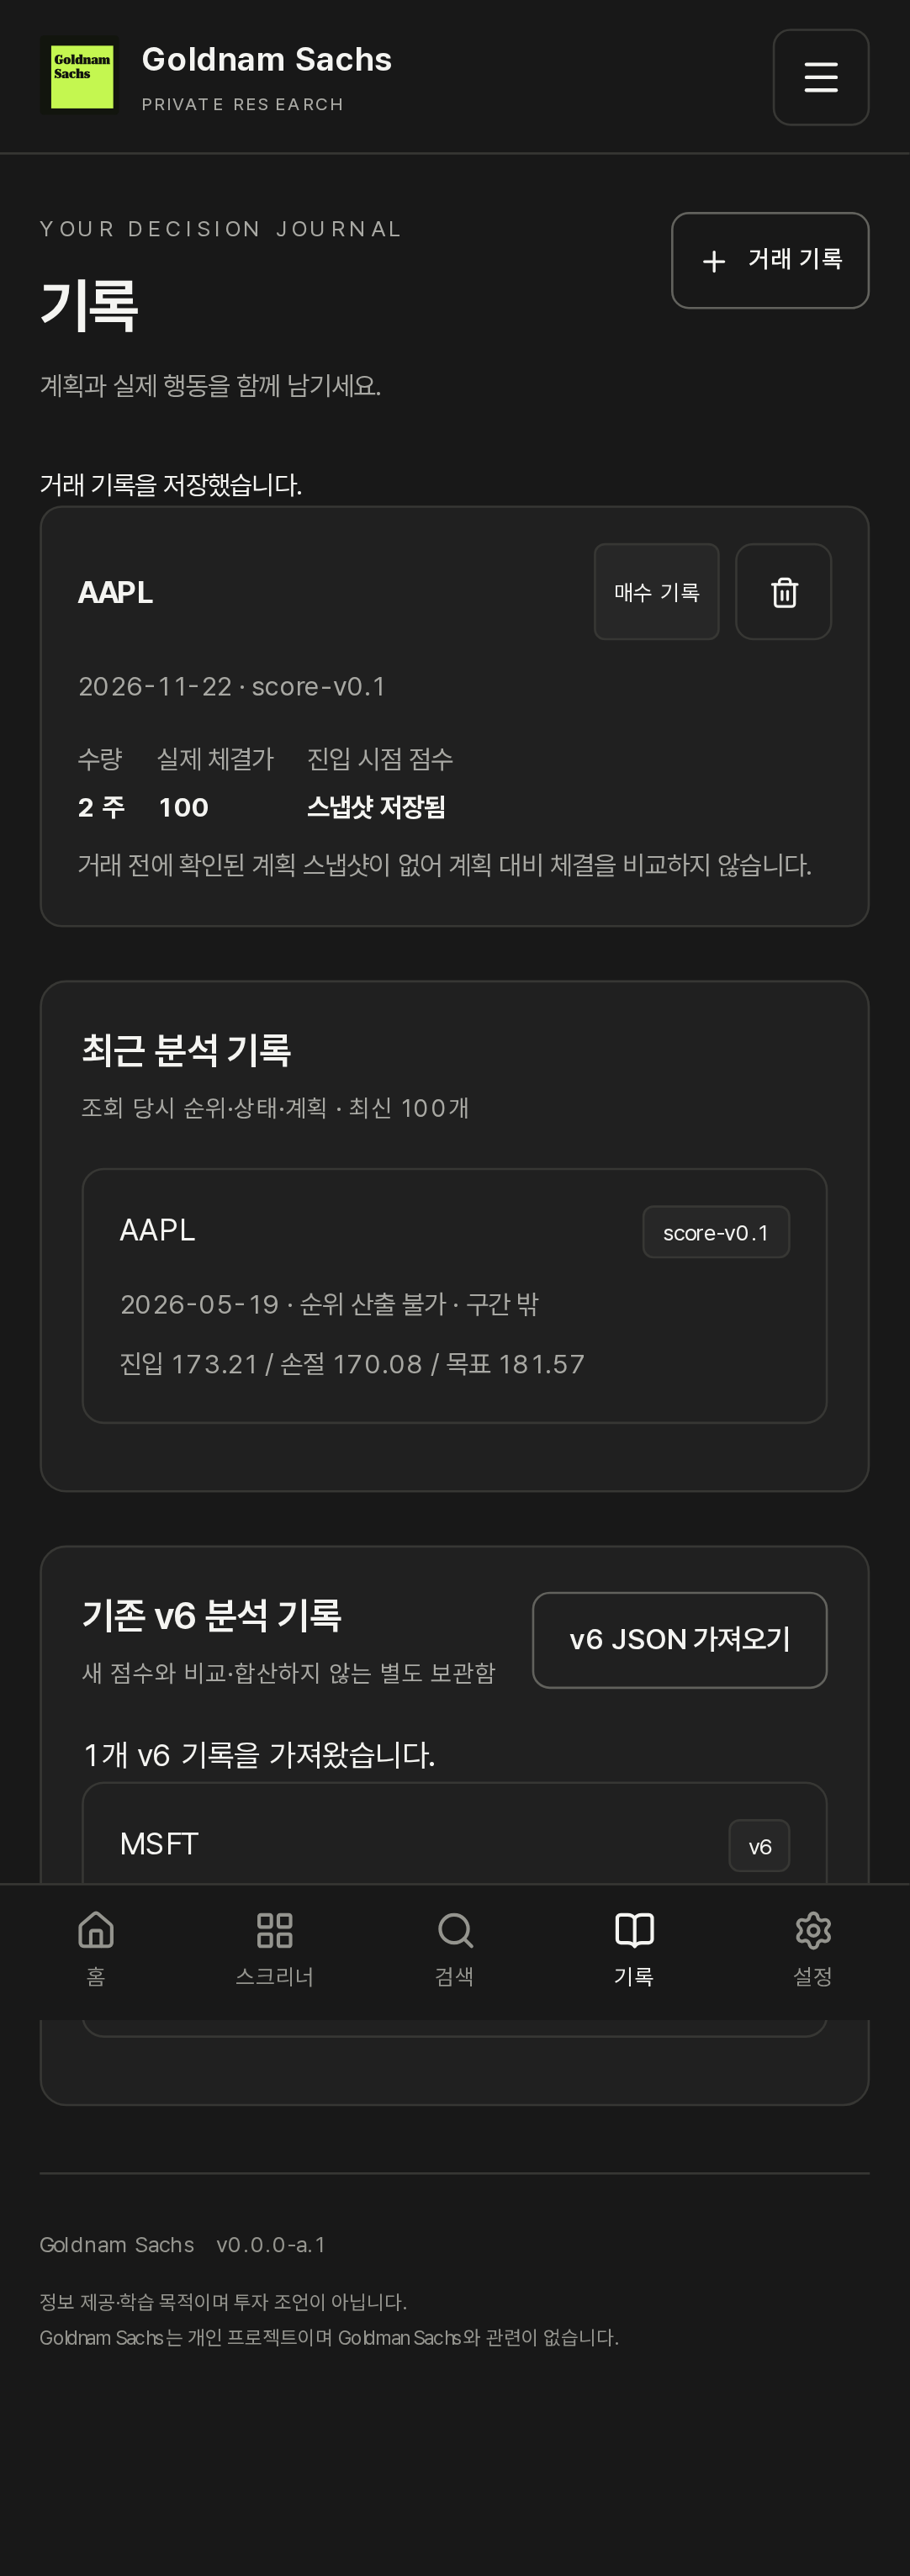 Goldnam
Sachs
Goldnam Sachs
PRIVATE RESEARCH
YOUR DECISION JOURNAL
기록
거래 기록
계획과 실제 행동을 함께 남기세요.
거래 기록을 저장했습니다.
AAPL
매수 기록
2026-11-22 · score-v0.1
수량 실제 체결가 진입 시점 점수
2 주 100 스냅샷 저장됨
거래 전에 확인된 계획 스냅샷이 없어 계획 대비 체결을 비교하지 않습니다.
최근 분석 기록
조회 당시 순위·상태·계획 · 최신 100개
AAPL
score-v0.1
2026-05-19 · 순위 산출 불가 · 구간 밖
진입 173.21 / 손절 170.08 / 목표 181.57
기존 v6 분석 기록
v6 JSON 가져오기
새 점수와 비교·합산하지 않는 별도 보관함
1개 v6 기록을 가져왔습니다.
MSFT
v6
홈 스크리너 검색 기록 설정
Goldnam Sachs v0.0.0-a.1
정보 제공·학습 목적이며 투자 조언이 아닙니다.
Goldnam Sachs는 개인 프로젝트이며 Goldman Sachs와 관련이 없습니다.